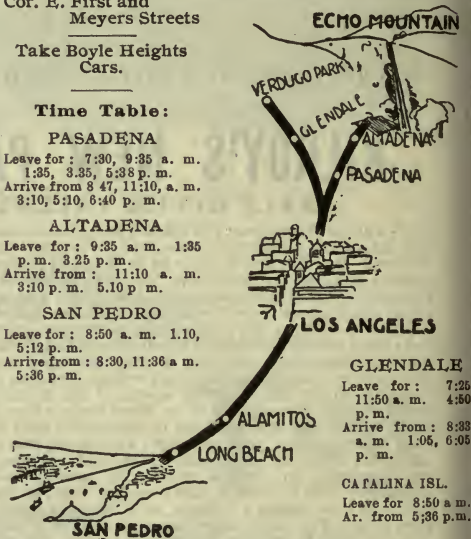 Cor. E. First and
Meyers Streets
Take Boyle Heights
Cars.
Time Table:
PASADENA
Leave for: 7:30, 9:35 a. m.
1:35, 3.35, 5:38 p. m.
Arrive from 8 47, 11:10, a. m.
3:10, 5:10, 6:40 p. m.
ALTADENA
Leave for: 9:35 a. m. 1:35
p. m. 3.25 p. m.
Arrive from: 11:10 a. m.
3:10 p. m. 5.10 p m.
SAN PEDRO
Leave for: 8:50 a. m. 1.10,
5:12 p. m.
Arrive from: 8:30, 11:36 a m.
5:36 p. m.
ECHO MOUNTAIN
VERDUGO PARK
GLENDALE
ALTADENA
PASADENA
LOS ANGELES
ALAMITOS
LONG BEACH
SAN PEDRO
GLENDALE
Leave for: 7:25
11:50 a. m. 4:50
p. m.
Arrive from: 8:33
a. m. 1:05, 6:05
p. m.
CATALINA ISL.
Leave for 8:50 a m.
Ar. from 5;36 p.m.